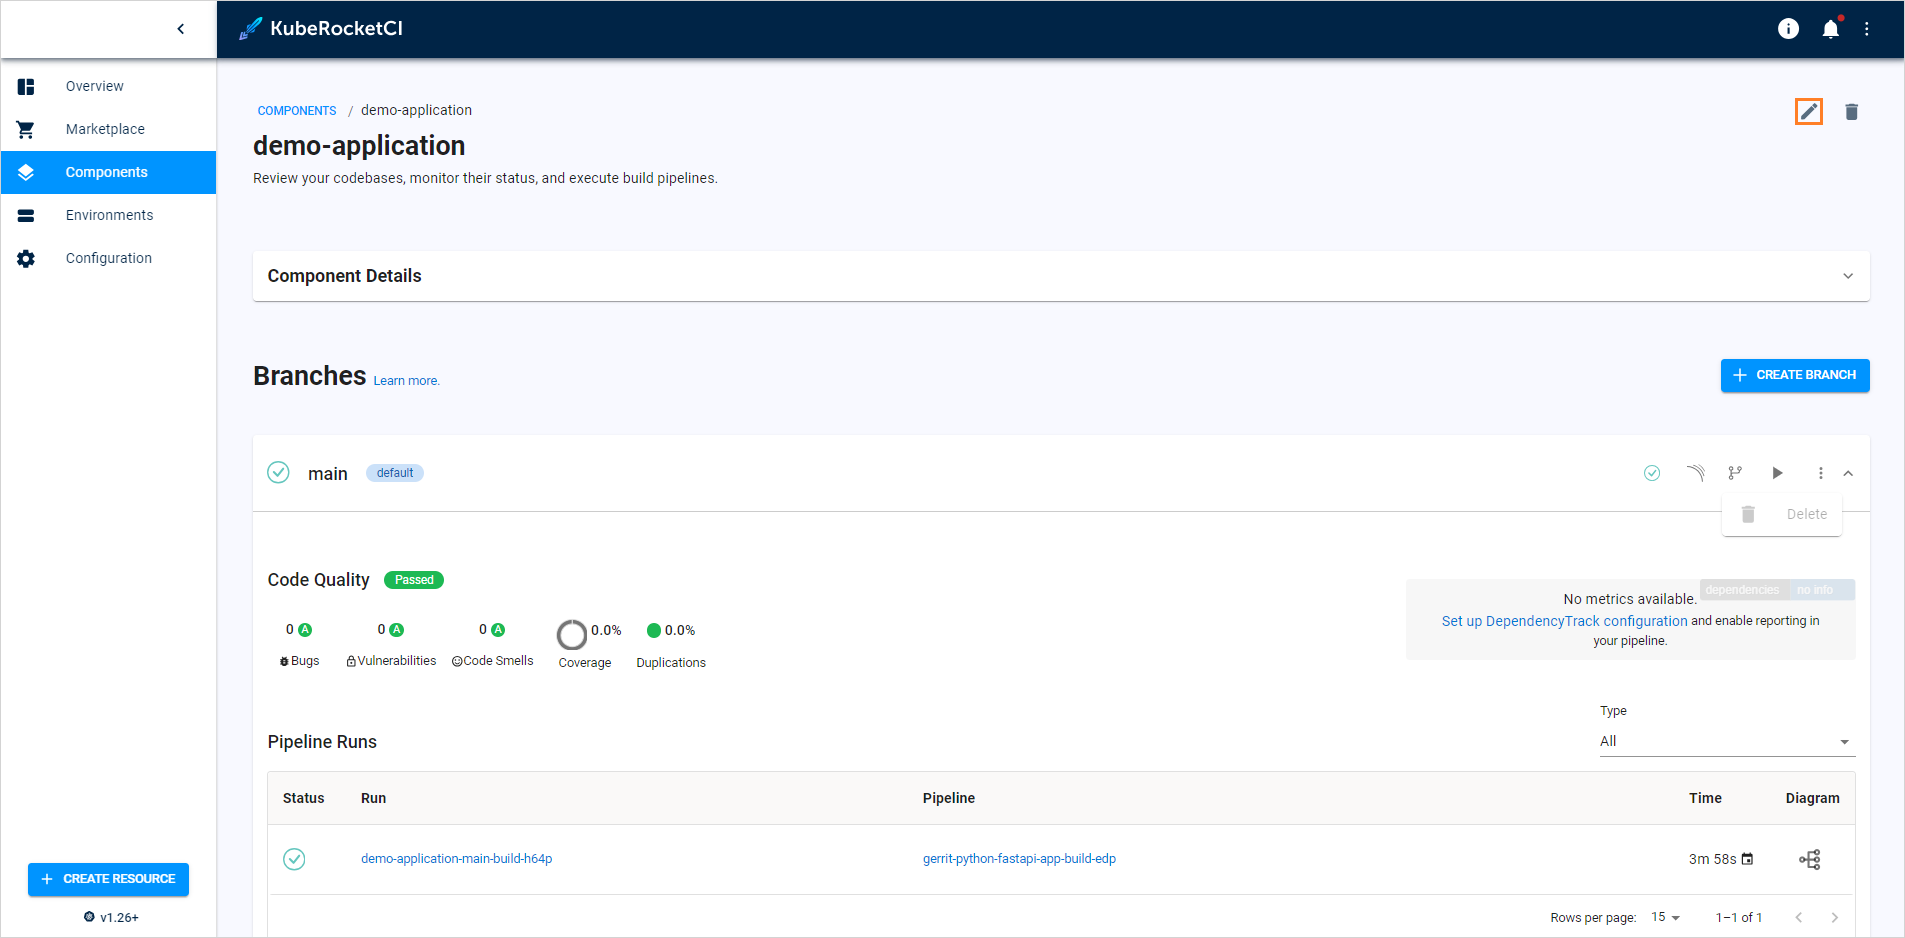 KubeRocketCI
Overview
Marketplace
Components
Environments
Configuration
CREATE RESOURCE
v1.26+
COMPONENTS / demo-application
demo-application
Review your codebases, monitor their status, and execute build pipelines.
Component Details
Branches Learn more.
CREATE BRANCH
main default
Delete
Code Quality Passed
0 A 0 A 0 A 0.0% 0.0%
Bugs Vulnerabilities Code Smells Coverage Duplications
dependencies no info
No metrics available.
Set up DependencyTrack configuration and enable reporting in
your pipeline.
Type
All
Pipeline Runs
Status Run Pipeline Time Diagram
demo-application-main-build-h64p gerrit-python-fastapi-app-build-edp 3m 58s
Rows per page: 15 1–1 of 1